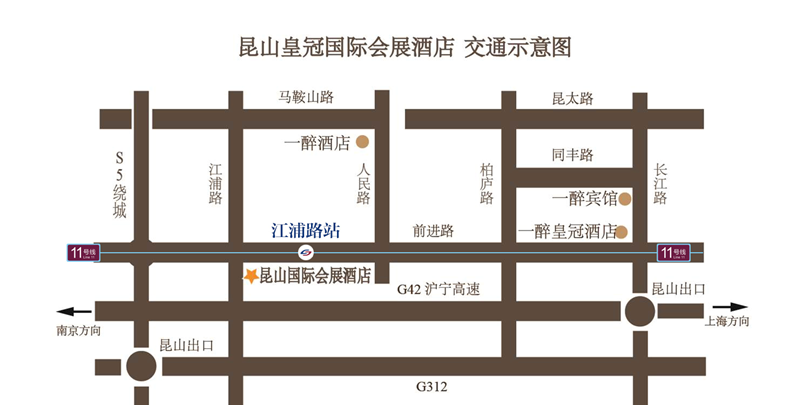 昆山皇冠国际会展酒店 交通示意图
马鞍山路
昆太路
一醉酒店
同丰路
S5绕城
江浦路
人民路
柏庐路
长江路
一醉宾馆
江浦路站
前进路
一醉皇冠酒店
11号线
Line 11
11号线
Line 11
昆山国际会展酒店
G42 沪宁高速
昆山出口
南京方向
上海方向
昆山出口
G312